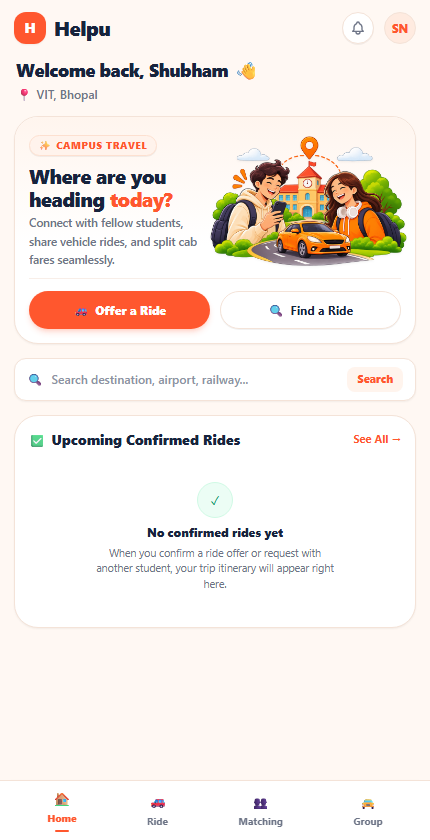 H Helpu SN
Welcome back, Shubham 👋
📍 VIT, Bhopal
✨ CAMPUS TRAVEL
Where are you
heading today?
Connect with fellow students,
share vehicle rides, and split cab
fares seamlessly.
🚗 Offer a Ride
🔍 Find a Ride
🔍 Search destination, airport, railway... Search
✅ Upcoming Confirmed Rides See All →
✓
No confirmed rides yet
When you confirm a ride offer or request with
another student, your trip itinerary will appear right
here.
Home Ride Matching Group